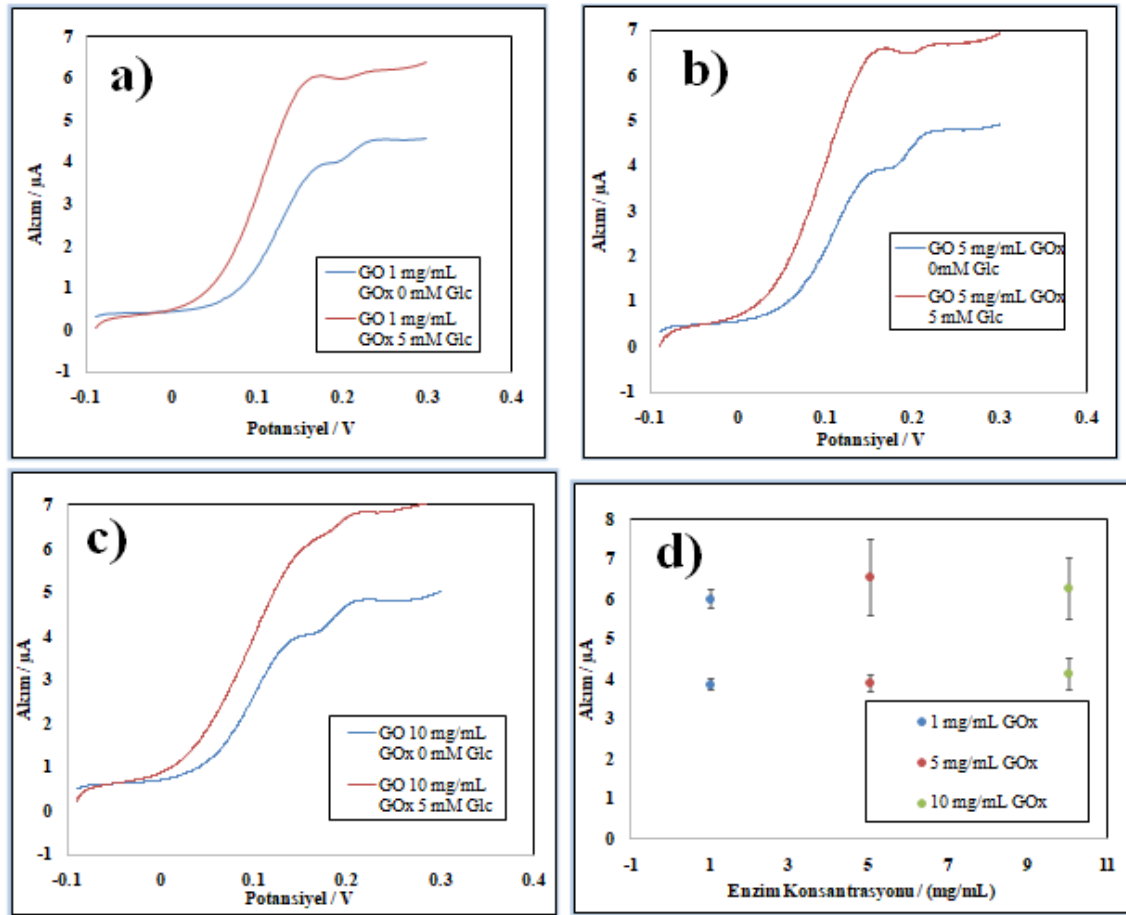 a)
7
6
5
4
3
2
1
0
-1
Akım / µA
-0.1 0 0.1 0.2 0.3 0.4
Potansiyel / V
GO 1 mg/mL
GOx 0 mM Glc
GO 1 mg/mL
GOx 5 mM Glc
b)
7
6
5
4
3
2
1
0
-1
Akım / µA
-0.1 0 0.1 0.2 0.3 0.4
Potansiyel / V
GO 5 mg/mL GOx
0mM Glc
GO 5 mg/mL GOx
5 mM Glc
c)
7
6
5
4
3
2
1
0
-1
Akım / µA
-0.1 0 0.1 0.2 0.3 0.4
Potansiyel / V
GO 10 mg/mL
GOx 0 mM Glc
GO 10 mg/mL
GOx 5 mM Glc
d)
8
7
6
5
4
3
2
1
0
Akım / µA
-1 1 3 5 7 9 11
Enzim Konsantrasyonu / (mg/mL)
1 mg/mL GOx
5 mg/mL GOx
10 mg/mL GOx